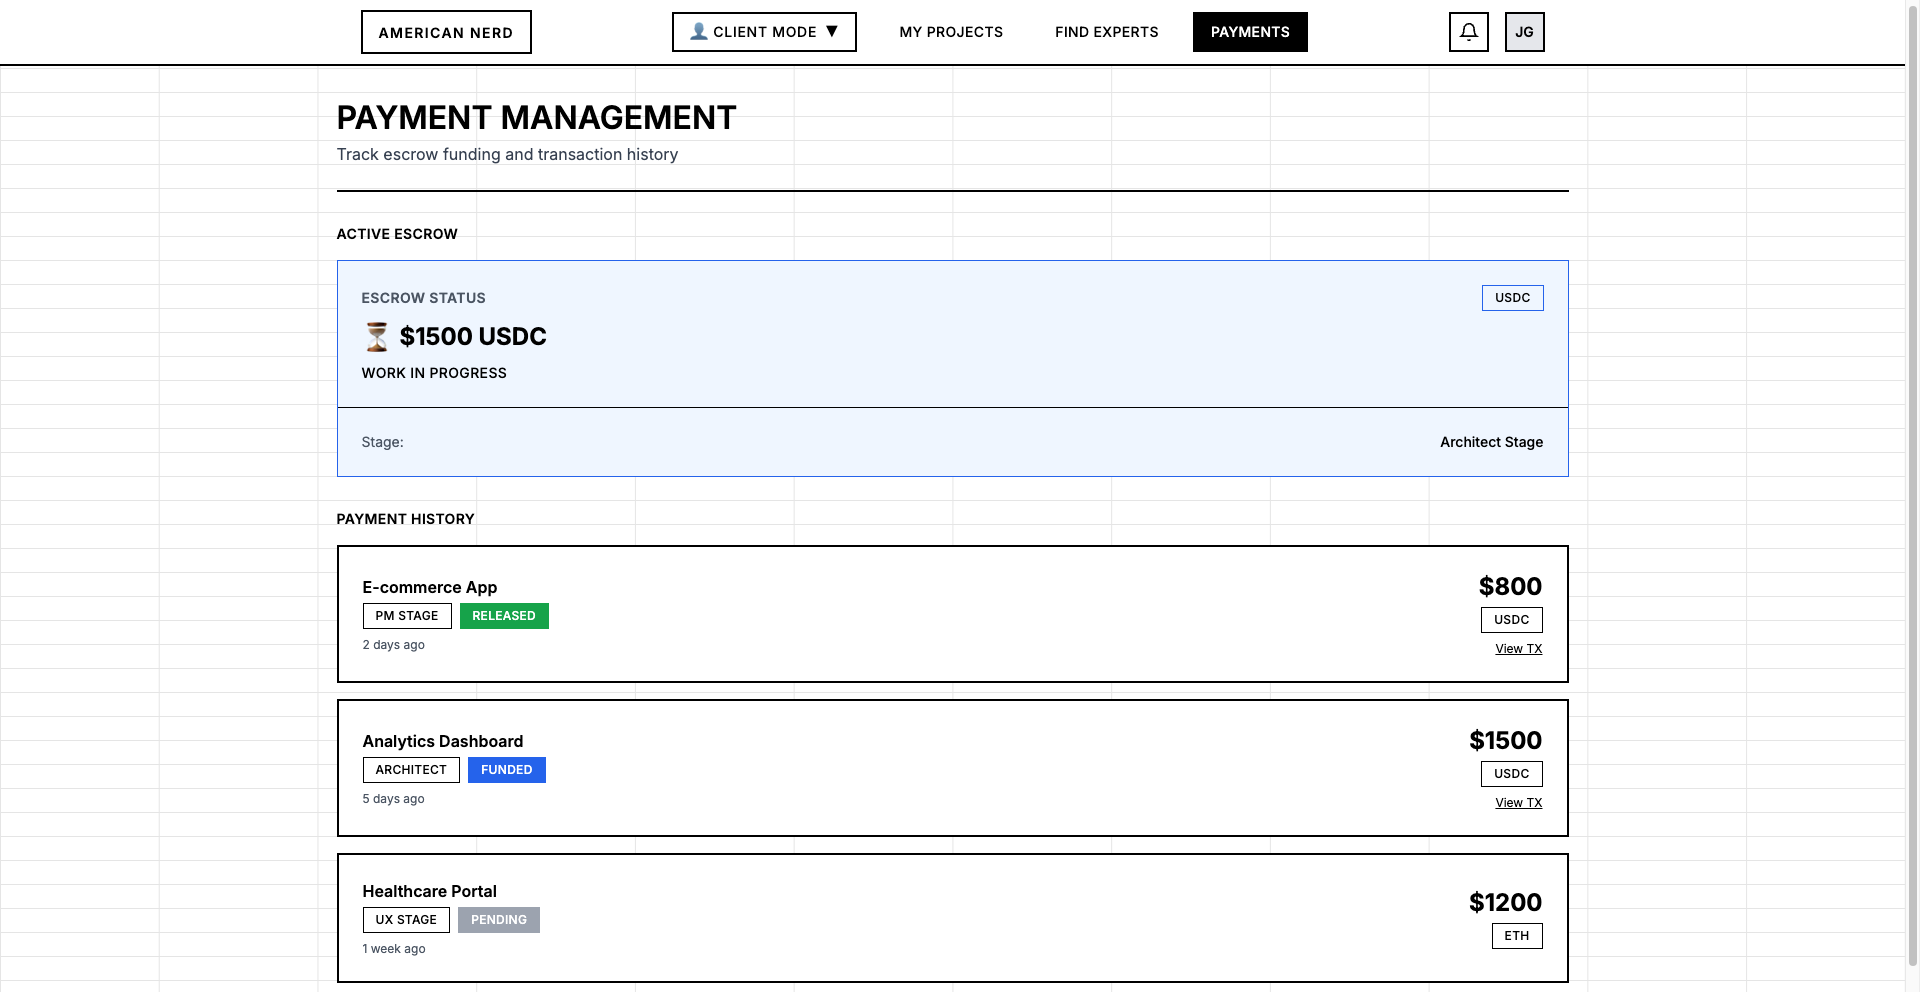 AMERICAN NERD
👤 CLIENT MODE ▼
MY PROJECTS
FIND EXPERTS
PAYMENTS
JG
PAYMENT MANAGEMENT
Track escrow funding and transaction history
ACTIVE ESCROW
ESCROW STATUS
USDC
⏳ $1500 USDC
WORK IN PROGRESS
Stage:
Architect Stage
PAYMENT HISTORY
E-commerce App
PM STAGE
RELEASED
2 days ago
$800
USDC
View TX
Analytics Dashboard
ARCHITECT
FUNDED
5 days ago
$1500
USDC
View TX
Healthcare Portal
UX STAGE
PENDING
1 week ago
$1200
ETH